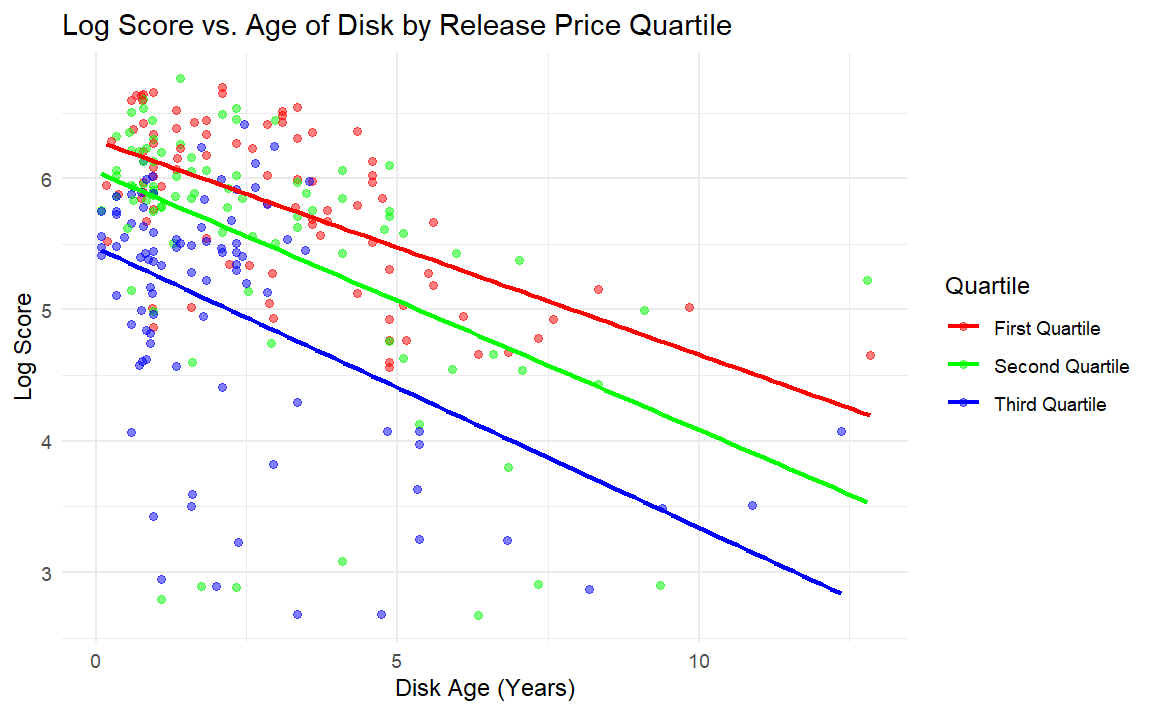 Log Score vs. Age of Disk by Release Price Quartile
Log Score
6
5
4
3
0
5
10
Disk Age (Years)
Quartile
First Quartile
Second Quartile
Third Quartile